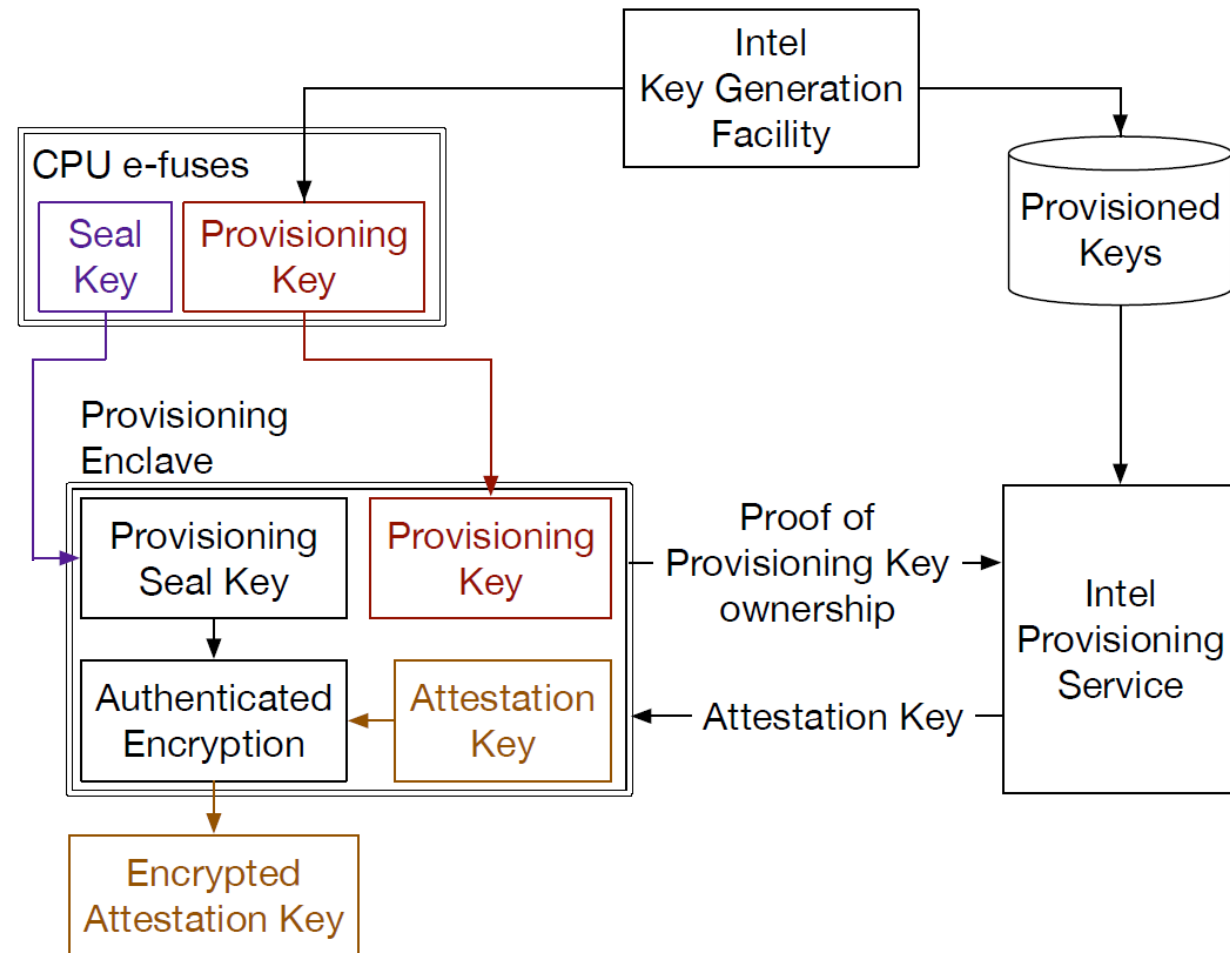 Intel
Key Generation
Facility
CPU e-fuses
Seal
Key
Provisioning
Key
Provisioned
Keys
Provisioning
Enclave
Provisioning
Seal Key
Provisioning
Key
Proof of
Provisioning Key
ownership
Intel
Provisioning
Service
Authenticated
Encryption
Attestation
Key
Attestation Key
Encrypted
Attestation Key